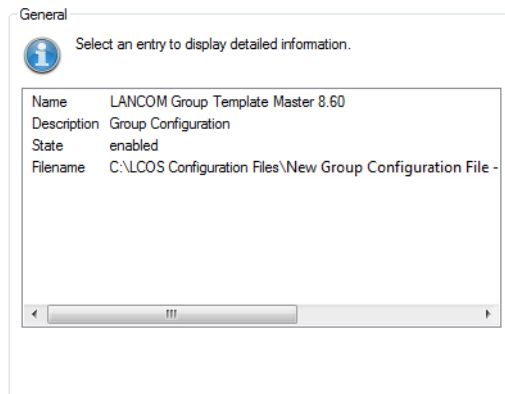 General
Select an entry to display detailed information.
Name LANCOM Group Template Master 8.60
Description Group Configuration
State enabled
Filename C:\LCOS Configuration Files\New Group Configuration File -